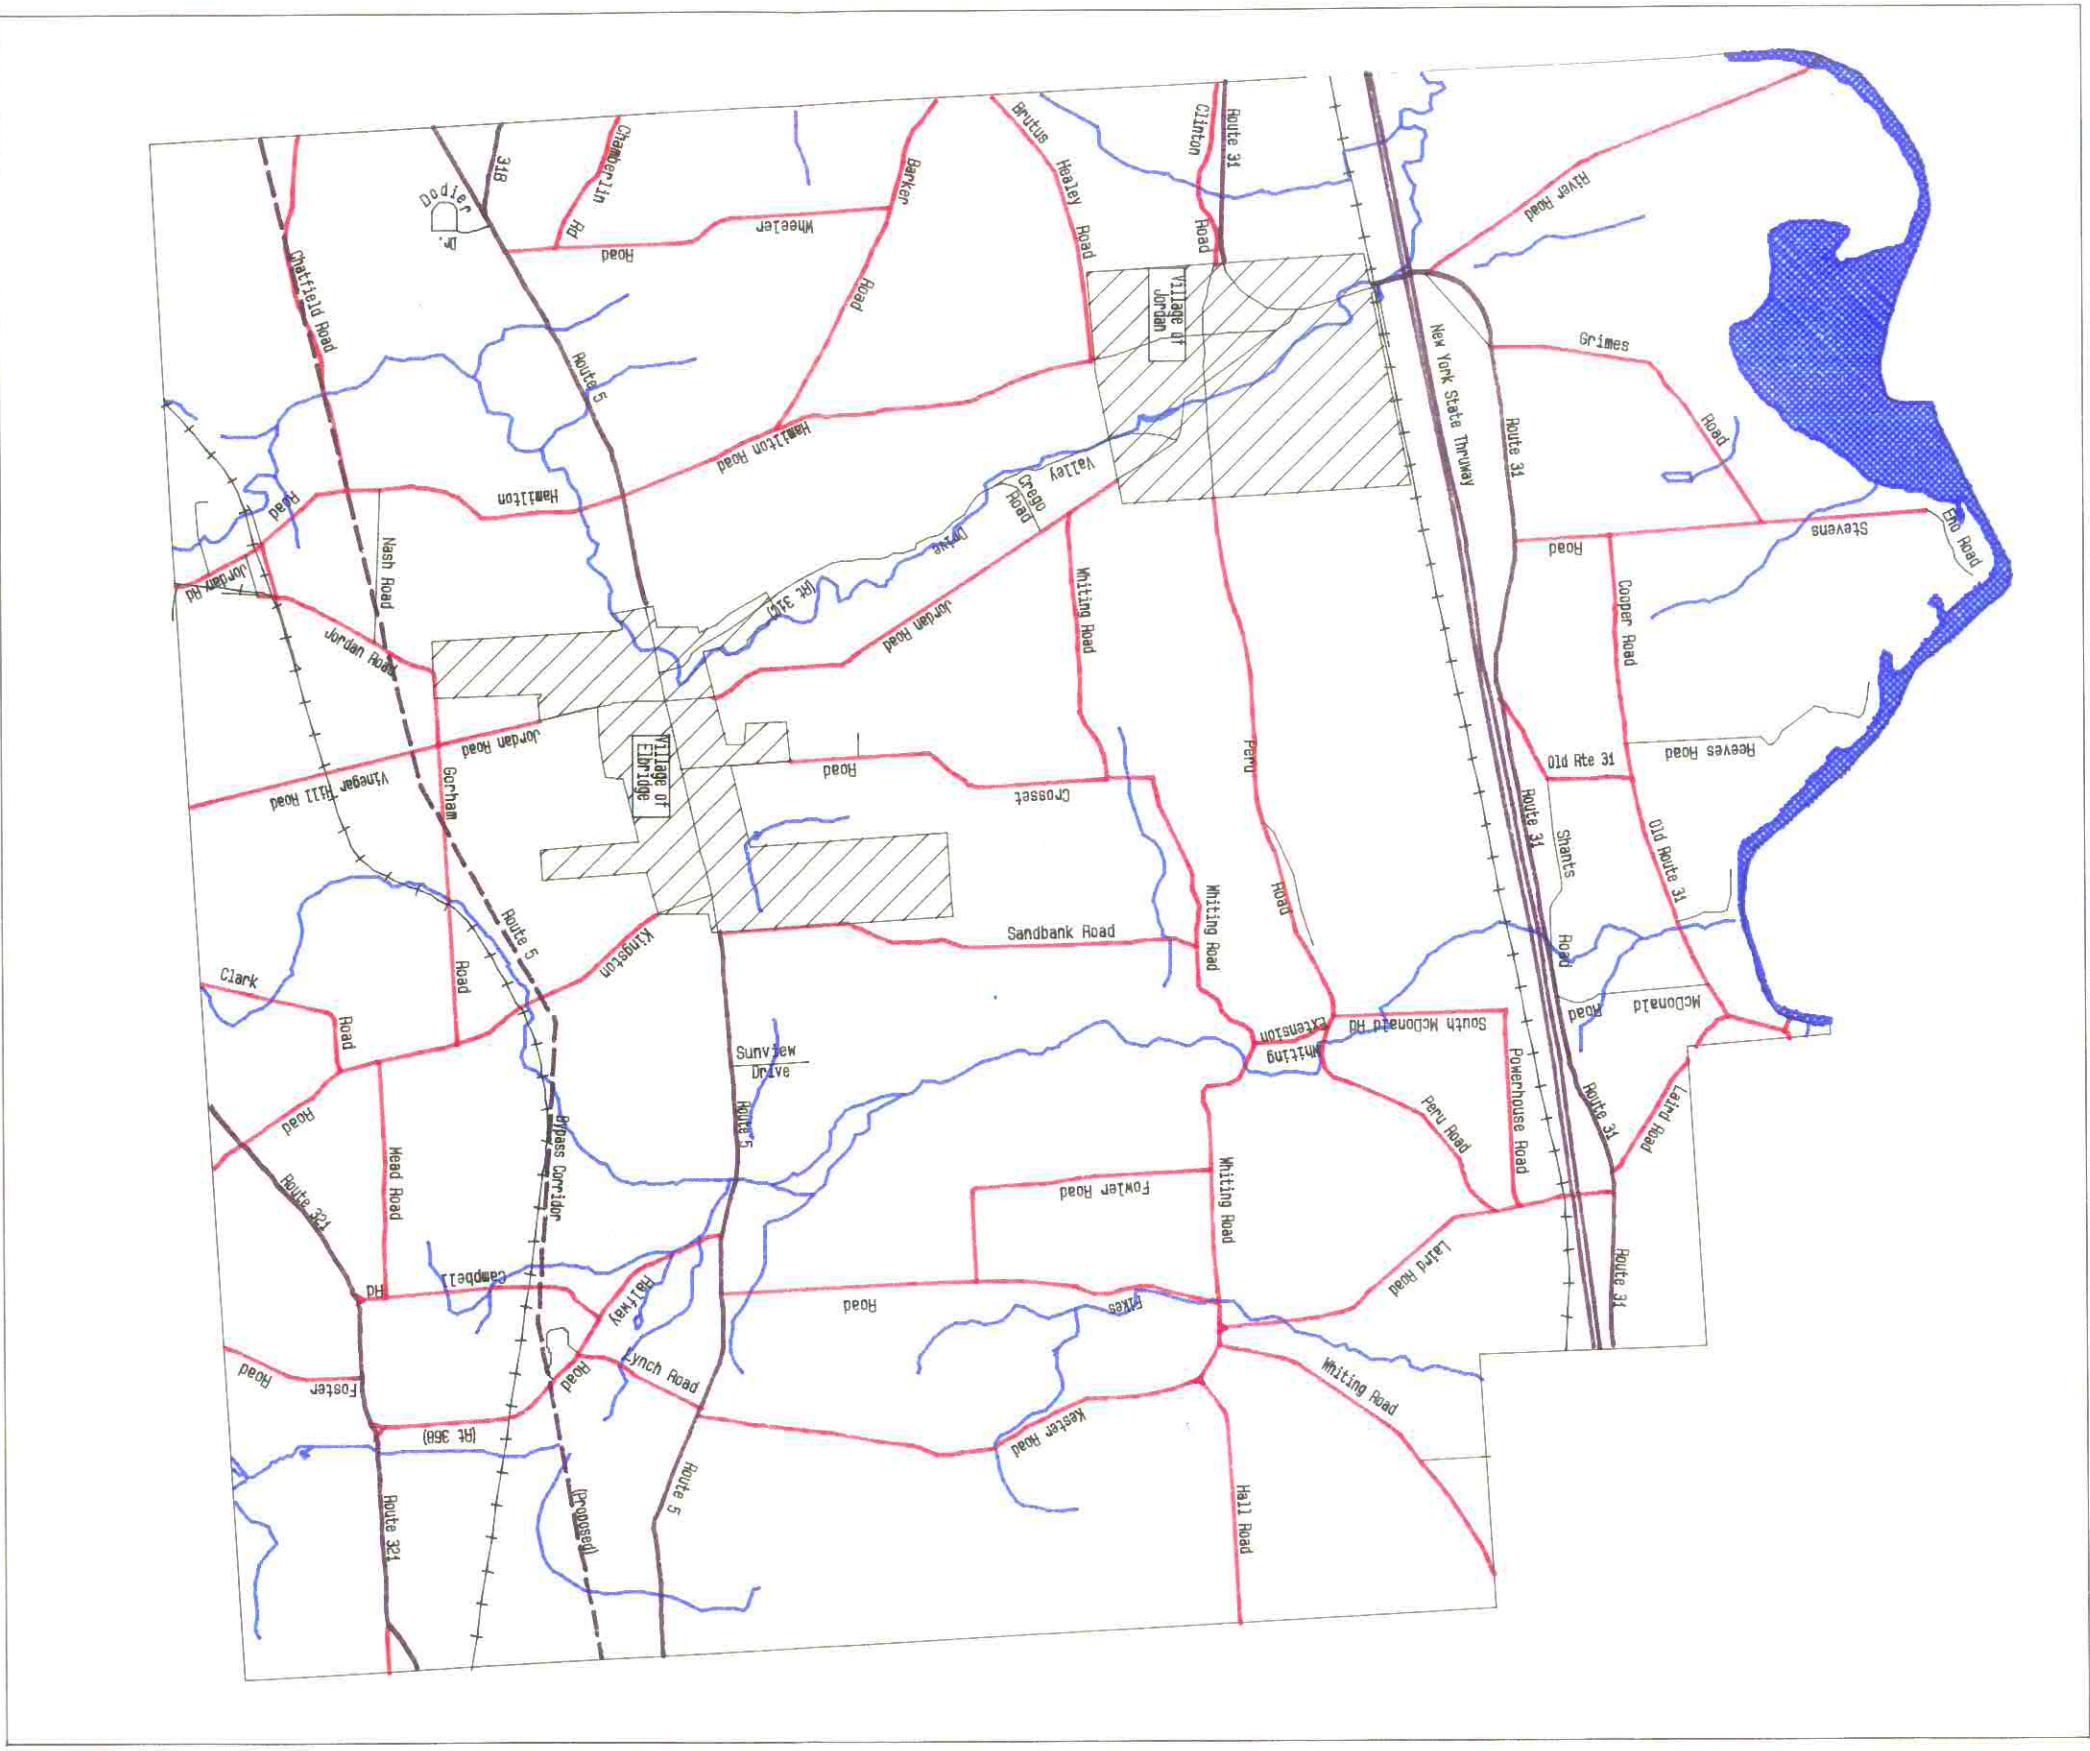 Brutus
Healey
Road
Clinton
Road
Route 31
31B
Chamberlin
Rd
Barker
Road
Wheeler
Road
Dodier
Dr.
River Road
Chatfield Road
Village of
Jordan
Route 5
New York State Thruway
Grimes
Road
Route 31
Hamilton Road
Hamilton
Road
Valley
Drive
(Rt 31C)
Crego
Road
Stevens
Road
Eno Road
Nash Road
Jordan Rd
Jordan Road
Whiting Road
Jordan Road
Cooper Road
Jordan Road
Vinegar Hill Road
Village of
Elbridge
Gorham
Road
Crosset
Road
Peru
Road
Old Rte 31
Reeves Road
Route 31
Shants
Road
Old Route 31
Route 5
Kingston
Road
Sandbank Road
Whiting Road
Clark
Road
McDonald
Road
South McDonald Rd
Whiting
Extension
Sunview
Drive
Route 5
Powerhouse Road
Peru Road
Route 31
Laird Road
Mead Road
Bypass Corridor
(Proposed)
Route 321
Fowler Road
Whiting Road
Laird Road
Route 31
Campbell
Rd
Halfway
Road
(Rt 368)
Fikes
Road
Foster
Road
Lynch Road
Kester Road
Whiting Road
Route 5
Route 321
Hall Road